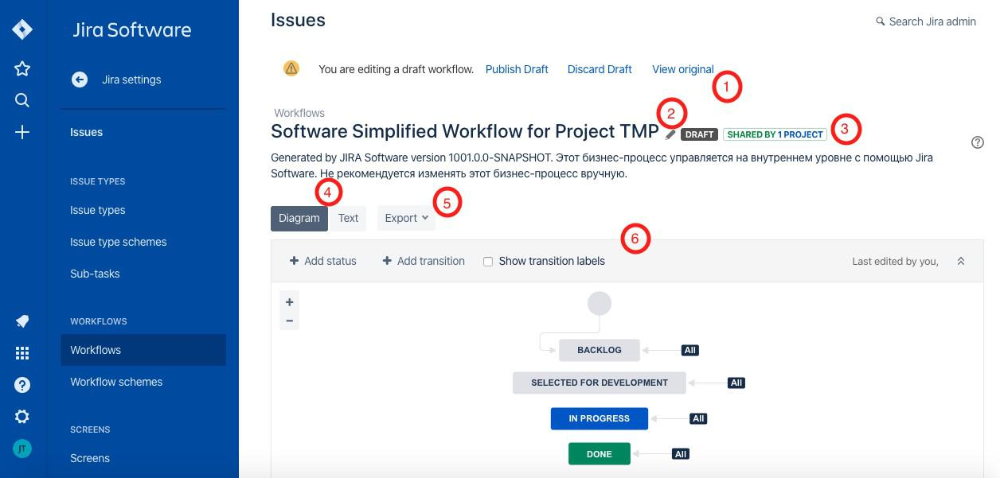 Jira Software
Jira settings
Issues
ISSUE TYPES
Issue types
Issue type schemes
Sub-tasks
WORKFLOWS
Workflows
Workflow schemes
SCREENS
Screens
JT
Issues
Search Jira admin
You are editing a draft workflow. Publish Draft Discard Draft View original
1
Workflows
2
Software Simplified Workflow for Project TMP DRAFT SHARED BY 1 PROJECT
3
Generated by JIRA Software version 1001.0.0-SNAPSHOT. Этот бизнес-процесс управляется на внутреннем уровне с помощью Jira
Software. Не рекомендуется изменять этот бизнес-процесс вручную.
4
5
Diagram Text Export
6
+ Add status + Add transition Show transition labels Last edited by you,
+
−
BACKLOG All
SELECTED FOR DEVELOPMENT All
IN PROGRESS All
DONE All